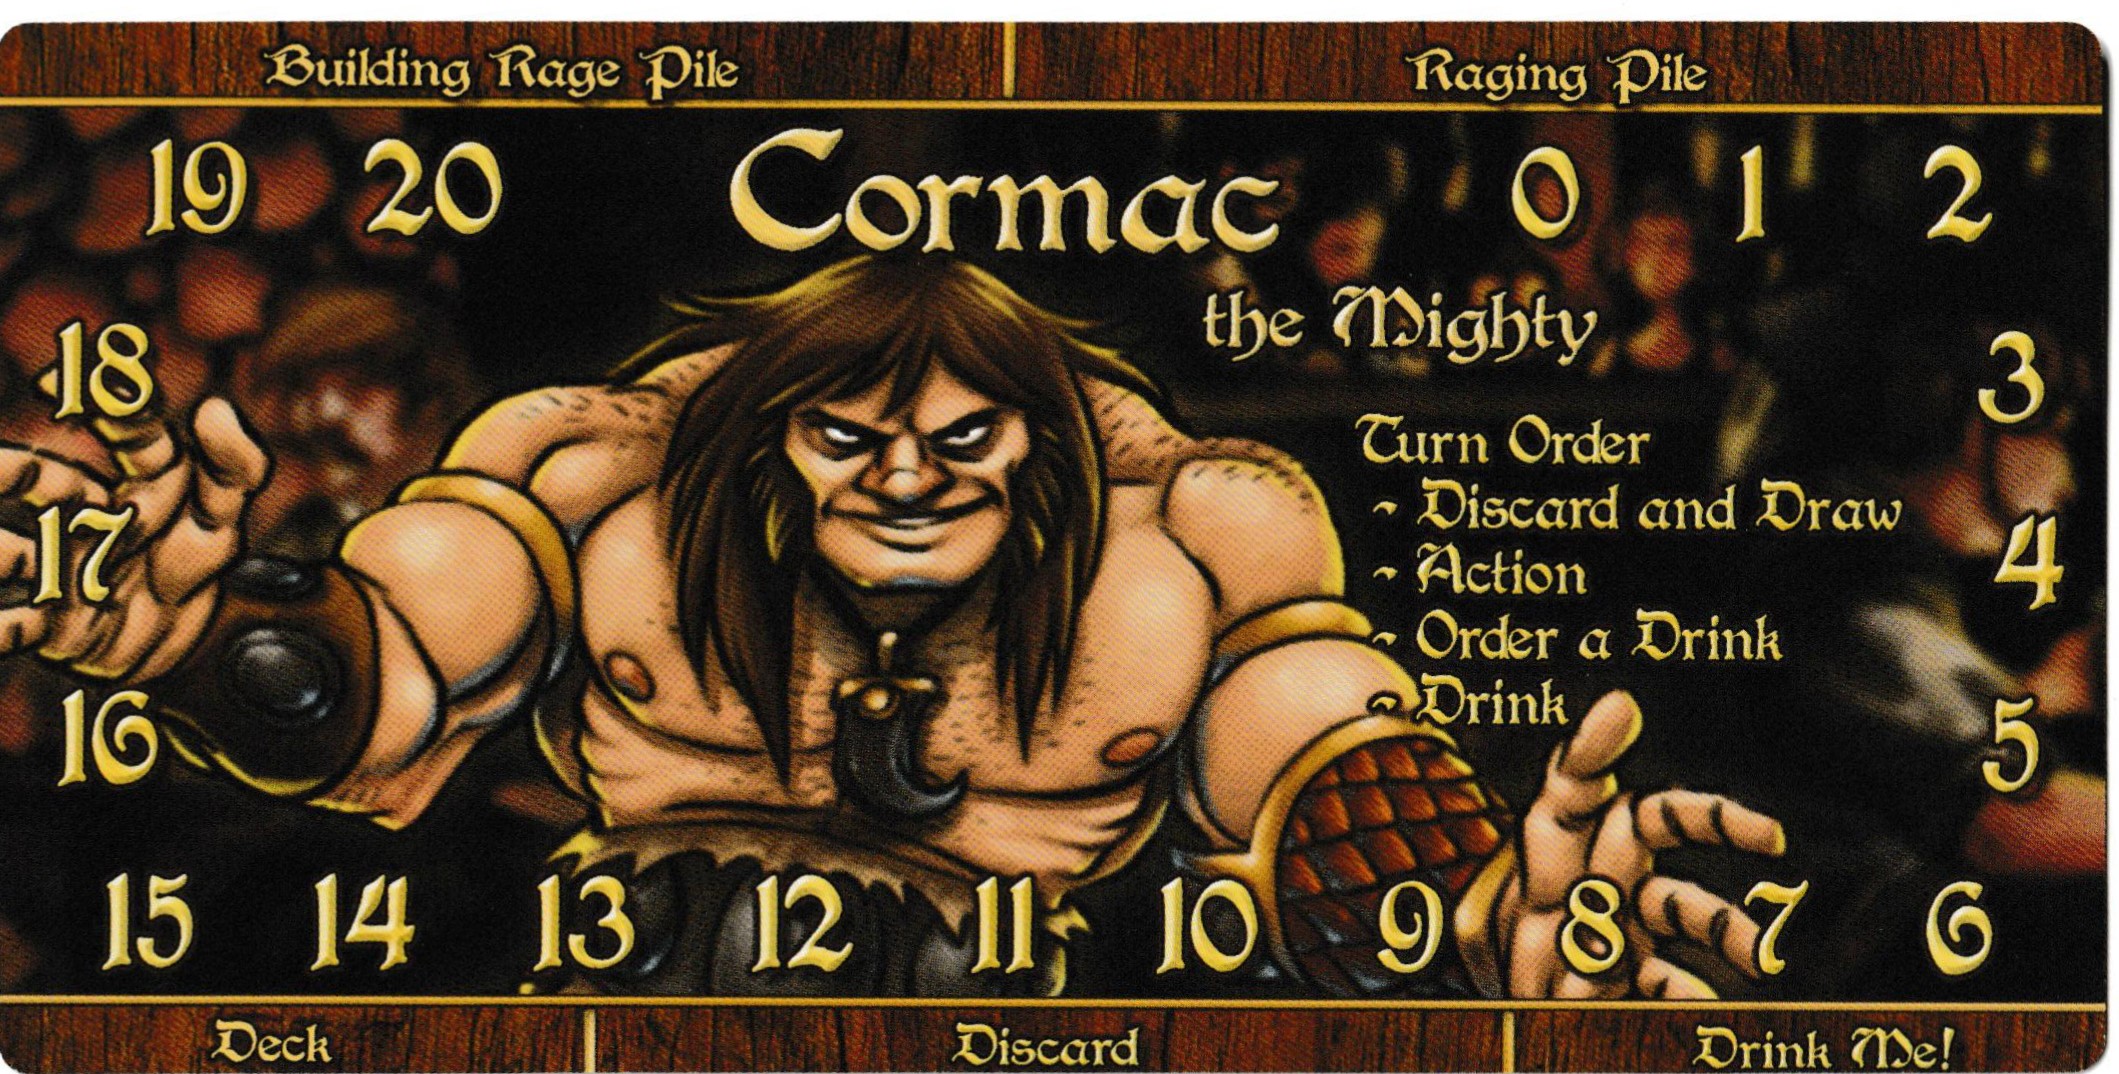 Building Rage Pile
Raging Pile
19 20 Cormac 0 1 2
the Mighty
18
3
Turn Order
- Discard and Draw
17
4
- Action
- Order a Drink
- Drink
16
5
15 14 13 12 11 10 9 8 7 6
Deck
Discard
Drink Me!